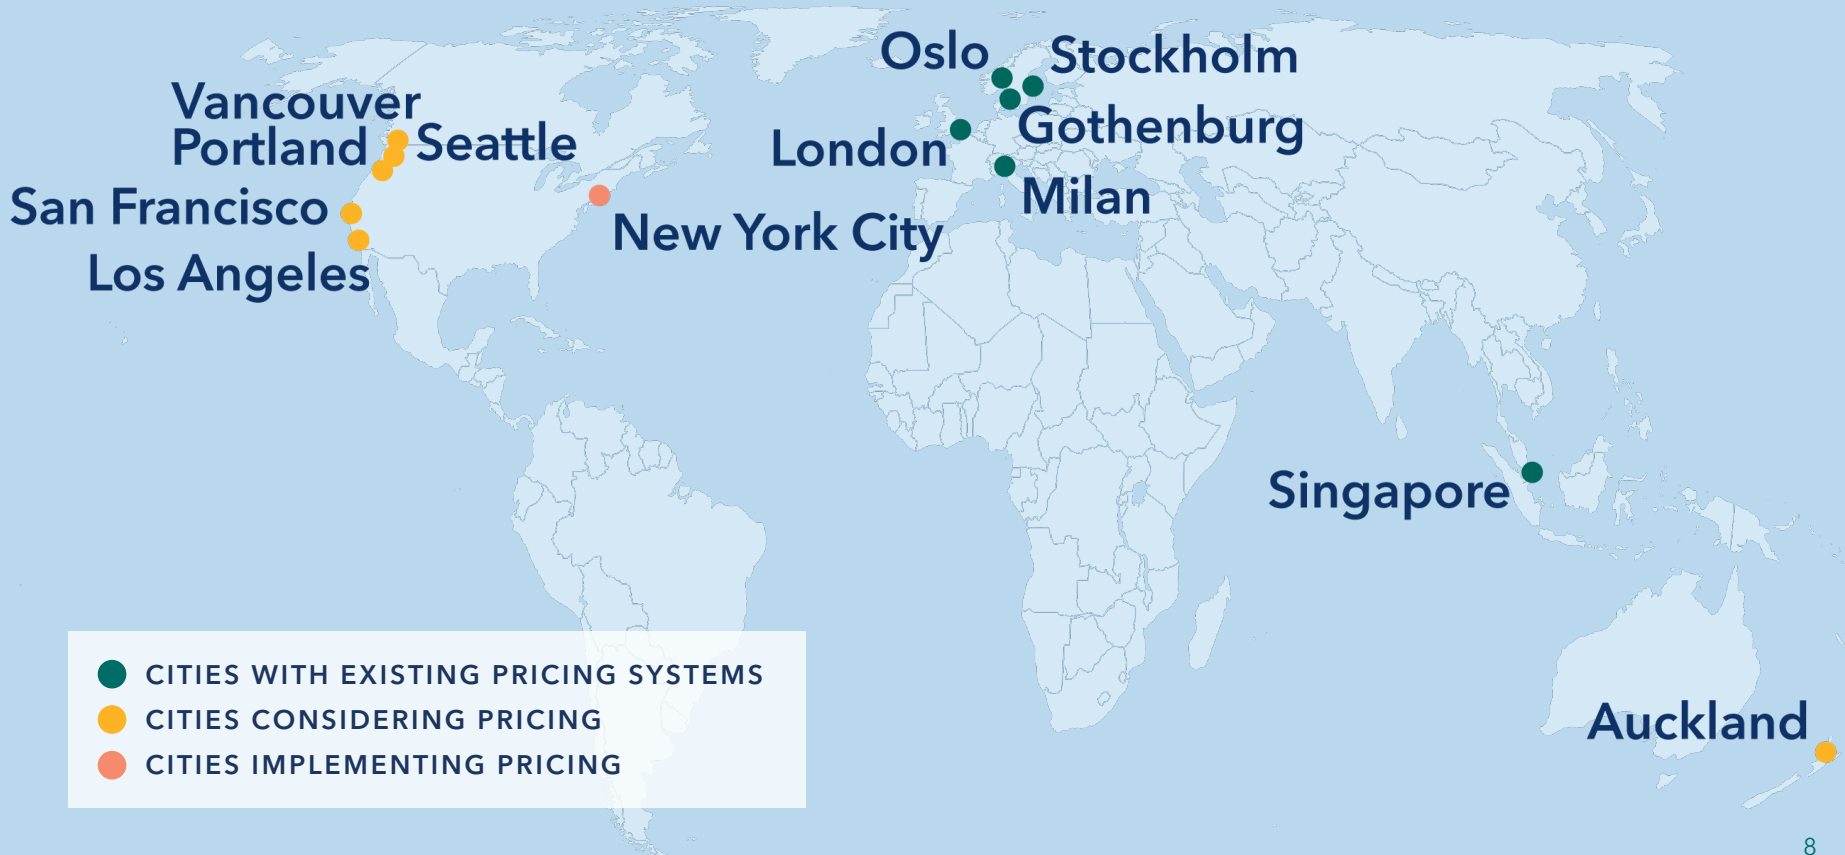 Oslo
Stockholm
Vancouver
Portland
Seattle
Gothenburg
London
Milan
San Francisco
New York City
Los Angeles
Singapore
CITIES WITH EXISTING PRICING SYSTEMS
CITIES CONSIDERING PRICING
CITIES IMPLEMENTING PRICING
Auckland
8